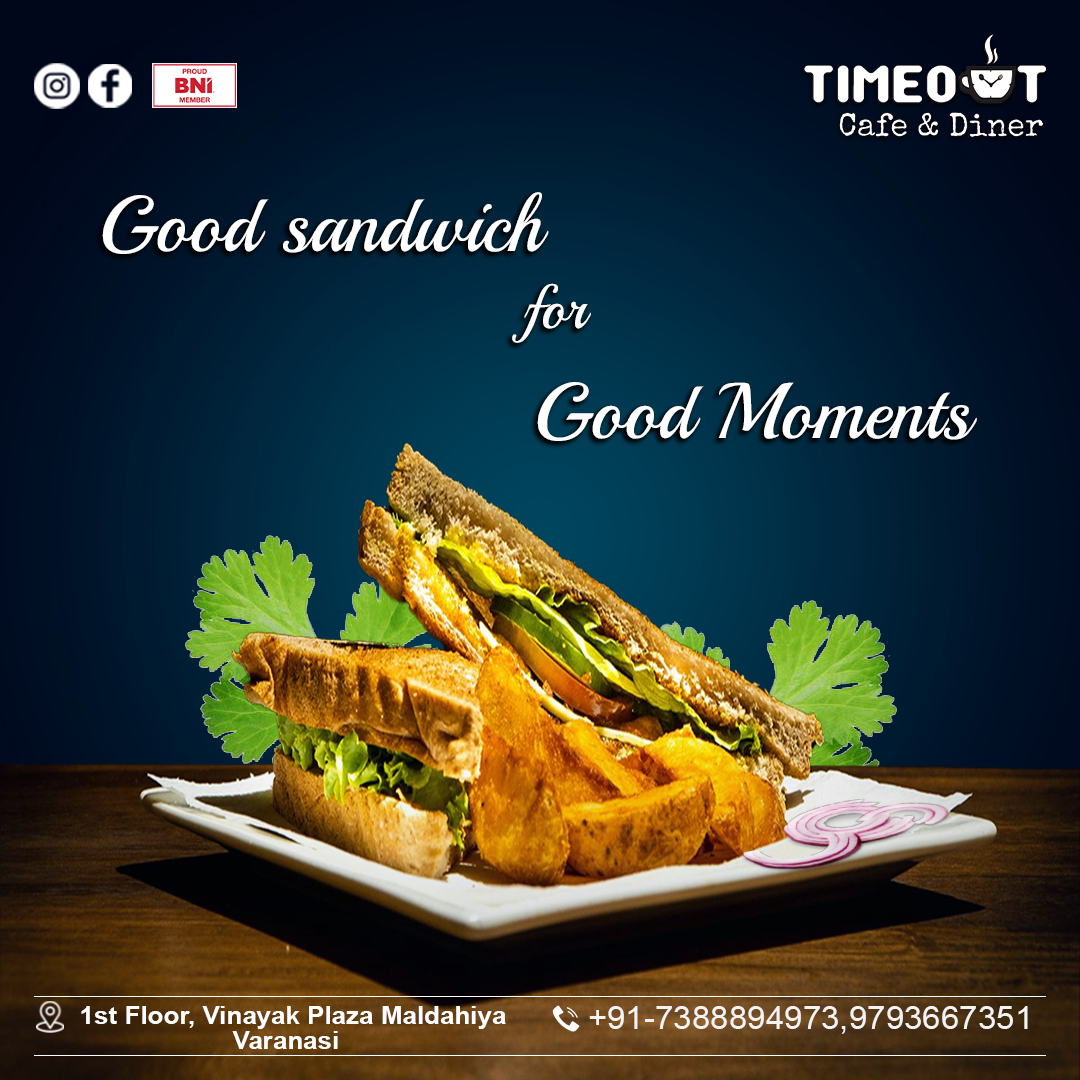 PROUD
BNI
MEMBER
TIMEOUT
Cafe & Diner
Good sandwich
for
Good Moments
1st Floor, Vinayak Plaza Maldahiya
Varanasi
+91-7388894973,9793667351